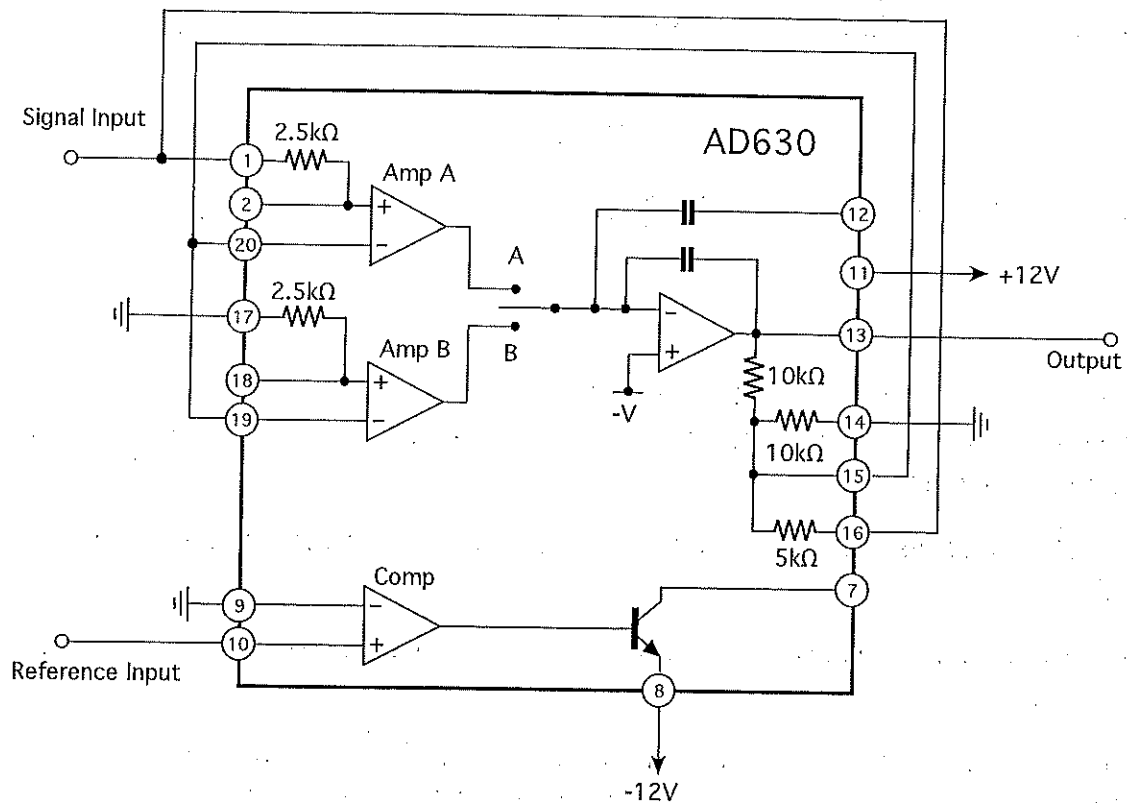 Signal Input
AD630
2.5kΩ
1
Amp A
2
+
12
20
−
A
11
+12V
2.5kΩ
17
−
13
Output
Amp B
B
+
18
+
10kΩ
-V
14
19
−
10kΩ
15
16
5kΩ
Comp
7
9
−
10
+
Reference Input
8
-12V